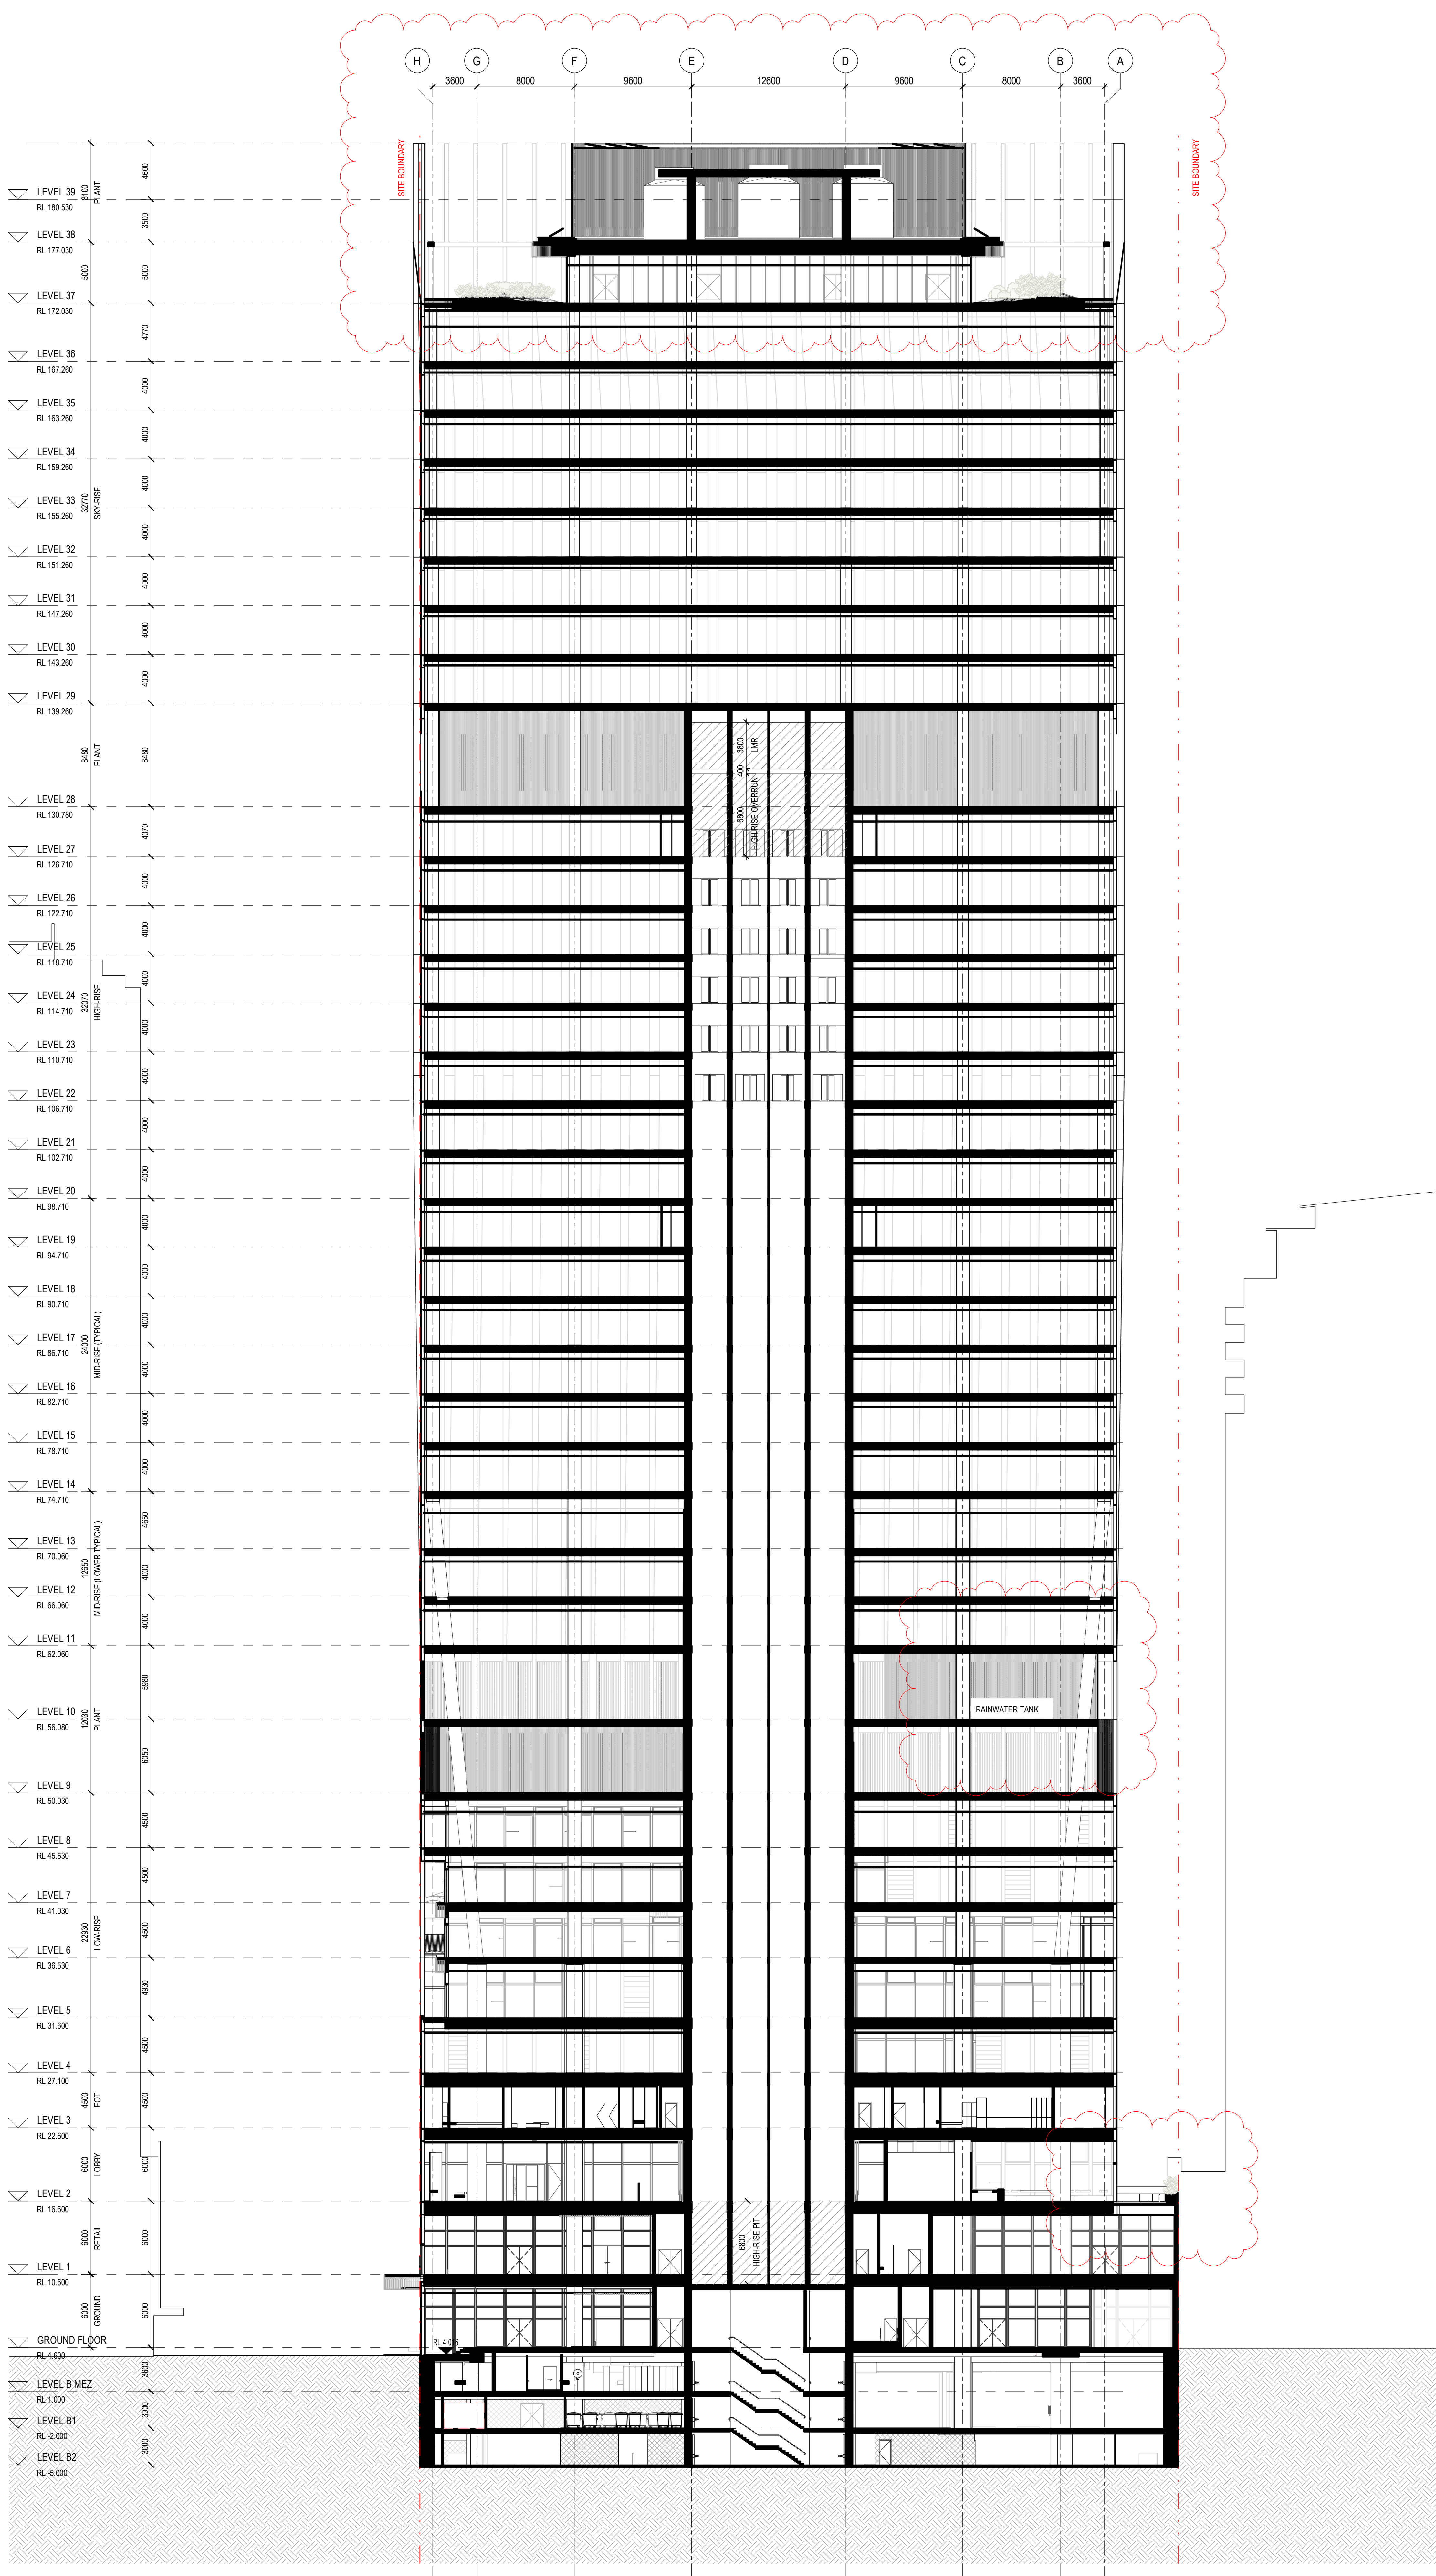 H G F E D C B A
3600 8000 9600 12600 9600 8000 3600
SITE BOUNDARY
SITE BOUNDARY
4600
8100
PLANT
LEVEL 39
RL 180.530
3500
LEVEL 38
RL 177.030
5000
5000
LEVEL 37
RL 172.030
4770
LEVEL 36
RL 167.260
4000
LEVEL 35
RL 163.260
4000
LEVEL 34
RL 159.260
4000
32770
SKY-RISE
LEVEL 33
RL 155.260
4000
LEVEL 32
RL 151.260
4000
LEVEL 31
RL 147.260
4000
LEVEL 30
RL 143.260
4000
LEVEL 29
RL 139.260
8480
PLANT
8480
3800
LMR
400
6800
HIGH-RISE OVERRUN
LEVEL 28
RL 130.780
4070
LEVEL 27
RL 126.710
4000
LEVEL 26
RL 122.710
4000
LEVEL 25
RL 118.710
4000
LEVEL 24
RL 114.710
32070
HIGH-RISE
4000
LEVEL 23
RL 110.710
4000
LEVEL 22
RL 106.710
4000
LEVEL 21
RL 102.710
4000
LEVEL 20
RL 98.710
4000
LEVEL 19
RL 94.710
4000
LEVEL 18
RL 90.710
4000
24000
MID-RISE (TYPICAL)
LEVEL 17
RL 86.710
4000
LEVEL 16
RL 82.710
4000
LEVEL 15
RL 78.710
4000
LEVEL 14
RL 74.710
4650
LEVEL 13
RL 70.060
12650
MID-RISE (LOWER TYPICAL)
4000
LEVEL 12
RL 66.060
4000
LEVEL 11
RL 62.060
5980
RAINWATER TANK
LEVEL 10
RL 56.080
12030
PLANT
6050
LEVEL 9
RL 50.030
4500
LEVEL 8
RL 45.530
4500
LEVEL 7
RL 41.030
22930
LOW-RISE
4500
LEVEL 6
RL 36.530
4930
LEVEL 5
RL 31.600
4500
LEVEL 4
RL 27.100
4500
EOT
4500
LEVEL 3
RL 22.600
6000
LOBBY
6000
LEVEL 2
RL 16.600
6000
RETAIL
6000
6800
HIGH-RISE PIT
LEVEL 1
RL 10.600
6000
GROUND
6000
GROUND FLOOR
RL 4.600
3600
LEVEL B MEZ
RL 1.000
3000
LEVEL B1
RL -2.000
3000
LEVEL B2
RL -5.000